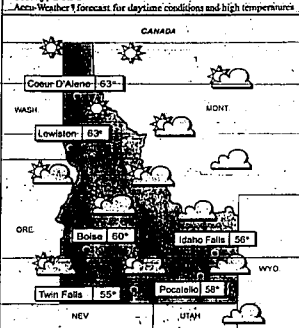 Accu-Weather® forecast for daytime conditions and high temperatures
CANADA
Coeur D'Alene 63°
WASH.
MONT.
Lewiston 63°
ORE.
Boise 60°
Idaho Falls 56°
WYO.
Twin Falls 55°
Pocatello 58°
NEV
UTAH